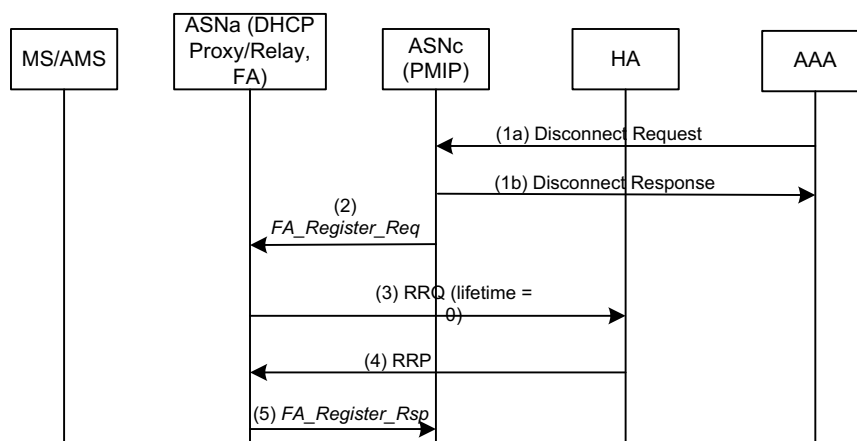 MS/AMS
ASNa (DHCP
Proxy/Relay,
FA)
ASNc
(PMIP)
HA
AAA
(1a) Disconnect Request
(1b) Disconnect Response
(2)
FA_Register_Req
(3) RRQ (lifetime =
0)
(4) RRP
(5) FA_Register_Rsp